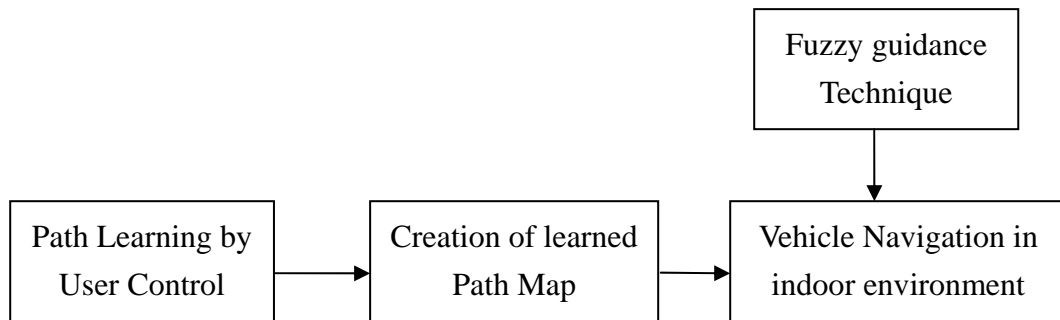 Fuzzy guidance
Technique
Path Learning by
User Control
Creation of learned
Path Map
Vehicle Navigation in
indoor environment